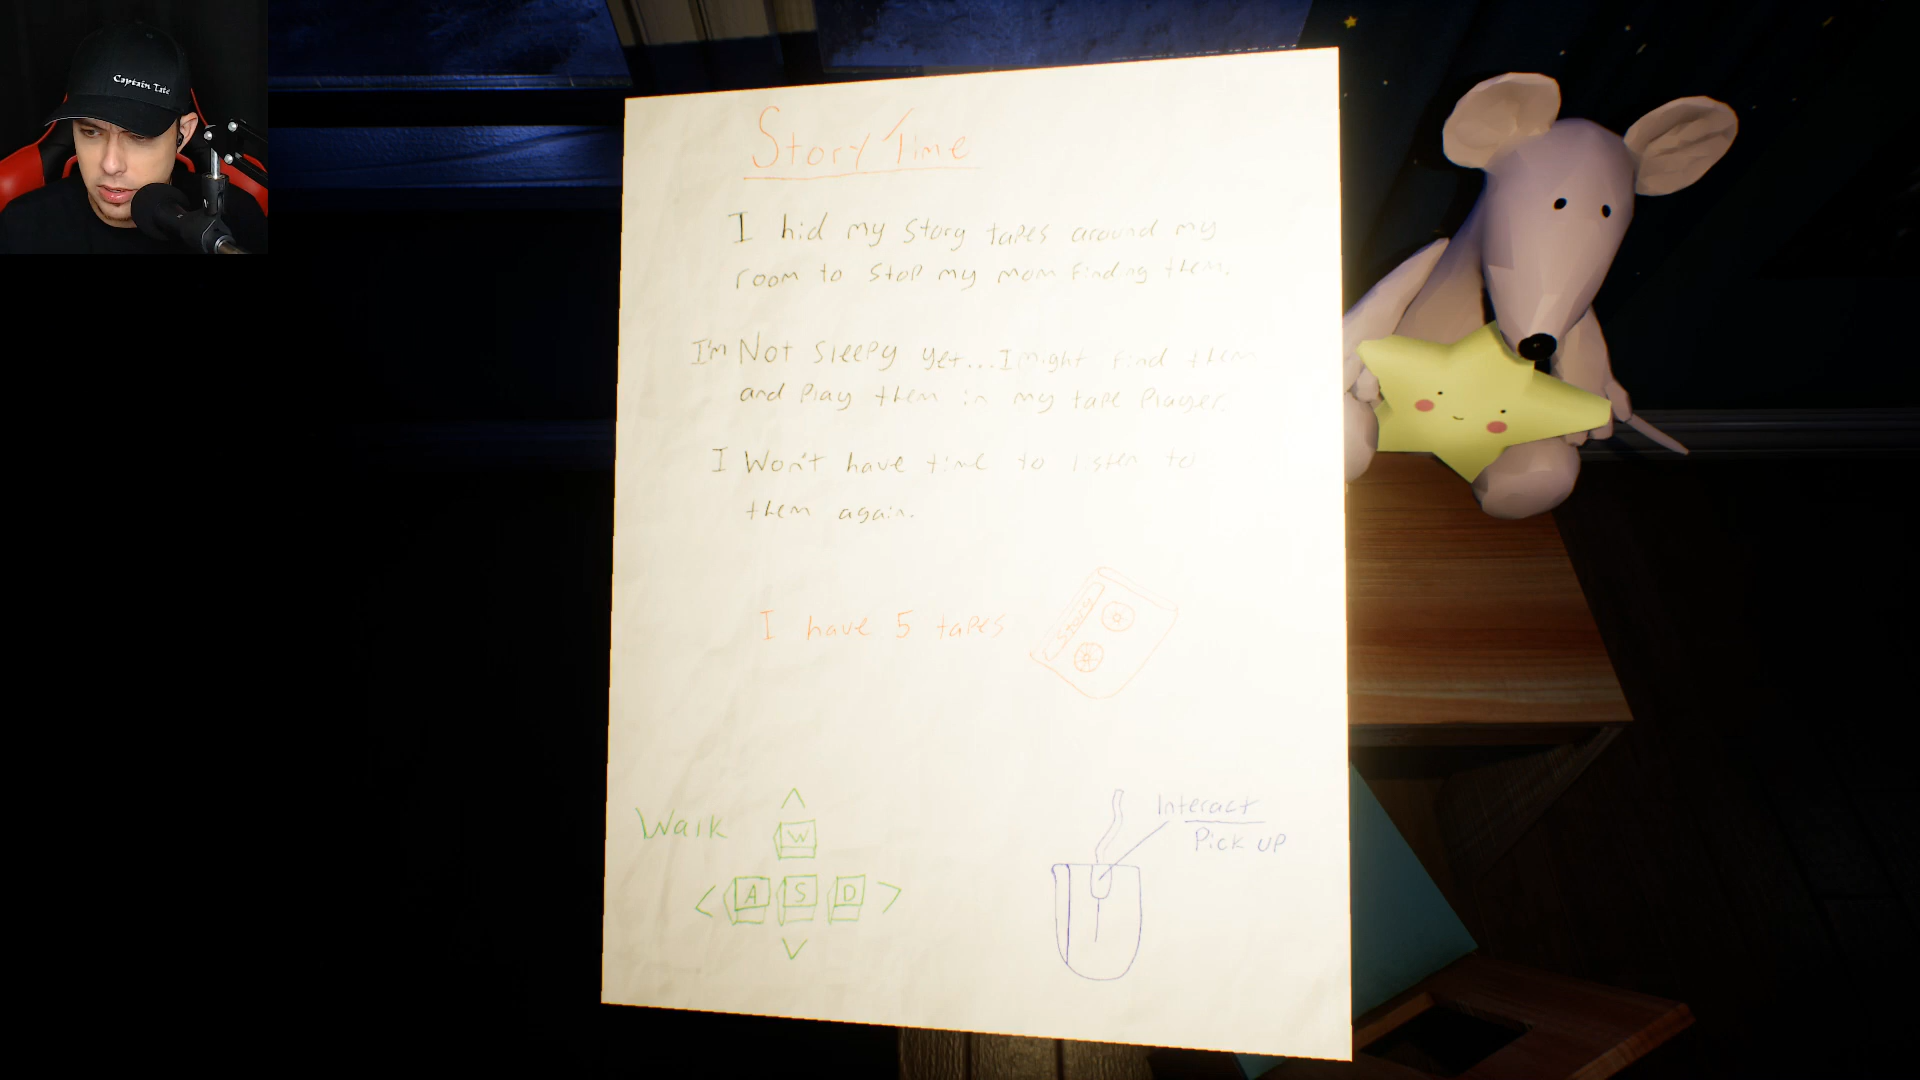 Captain Tate
Story Time
I hid my story tapes around my
room to stop my mom finding them.
I'm Not sleepy yet...I might find them
and Play them in my tape Player.
I Won't have time to listen to
them again.
I have 5 tapes
Story
Walk
W
A S D
Interact
Pick up